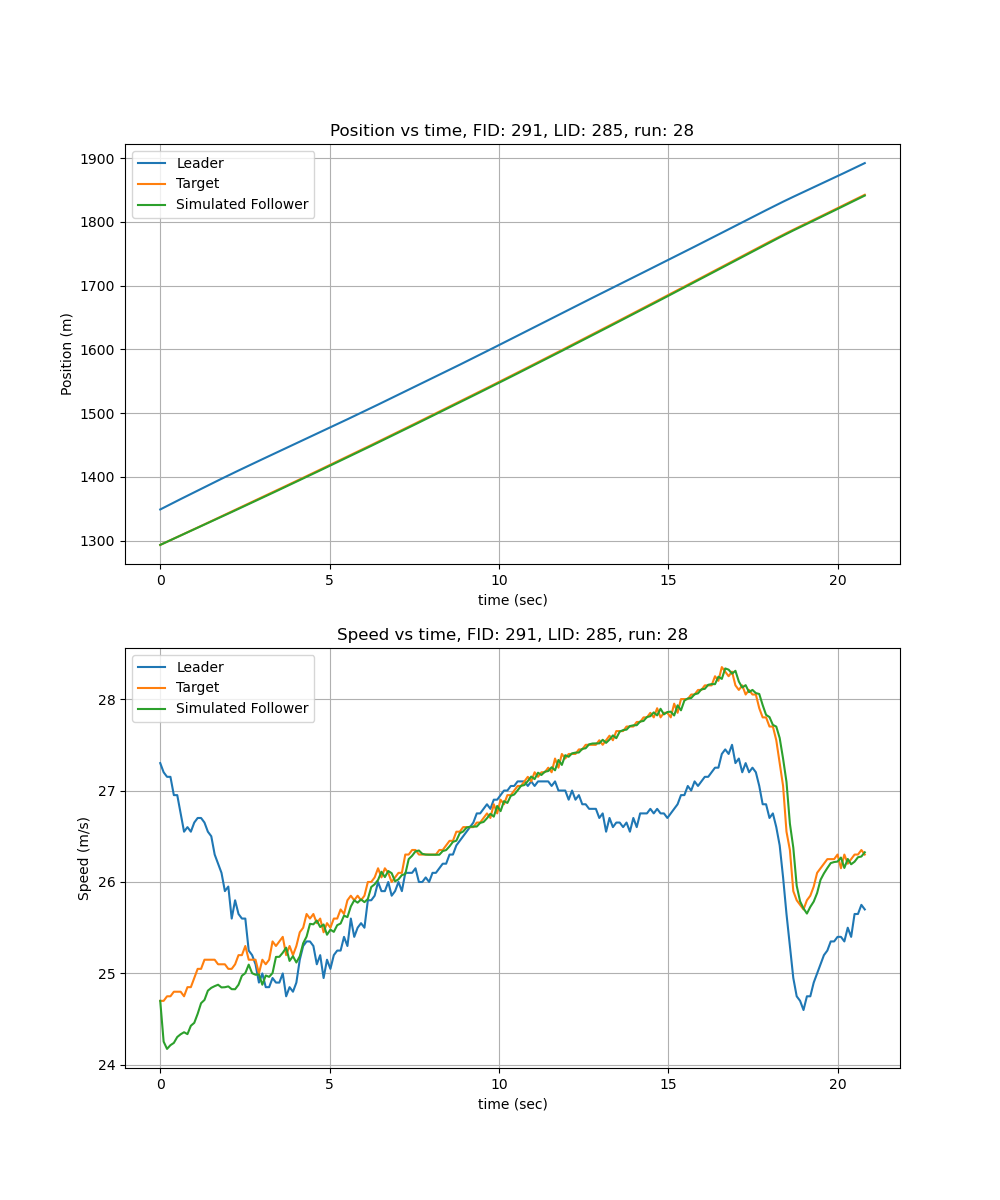 Position vs time, FID: 291, LID: 285, run: 28
Leader
Target
Simulated Follower
1900
1800
1700
1600
1500
1400
1300
Position (m)
0 5 10 15 20
time (sec)
Speed vs time, FID: 291, LID: 285, run: 28
Leader
Target
Simulated Follower
28
27
26
25
24
Speed (m/s)
0 5 10 15 20
time (sec)